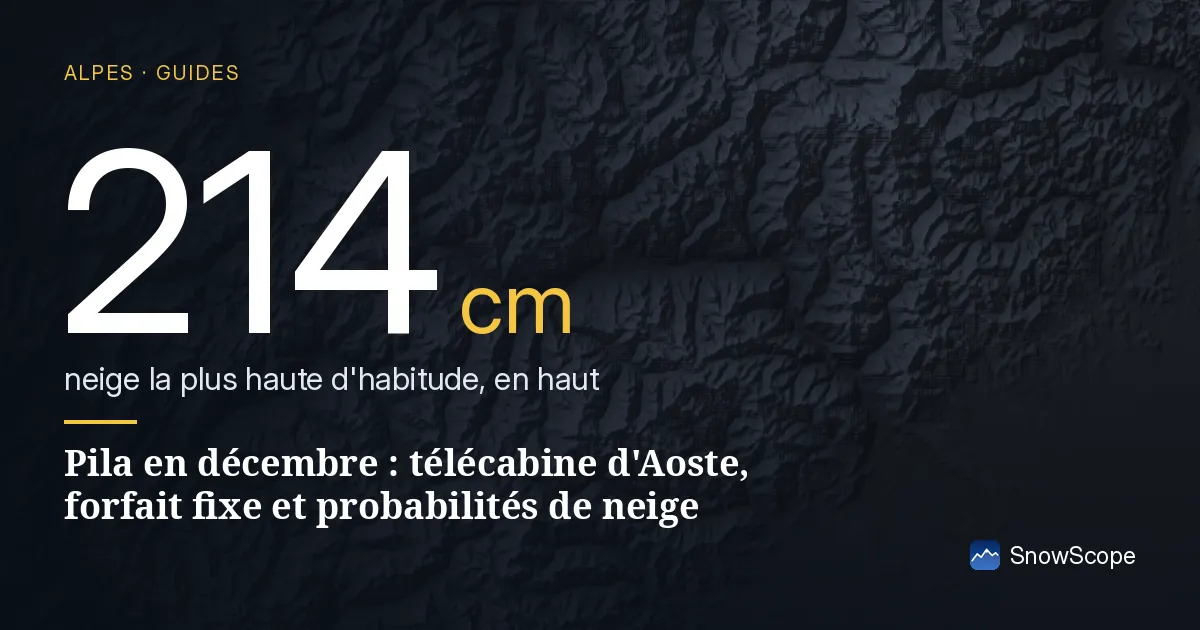 ALPES · GUIDES
214 cm
neige la plus haute d'habitude, en haut
Pila en décembre : télécabine d'Aoste,
forfait fixe et probabilités de neige
SnowScope